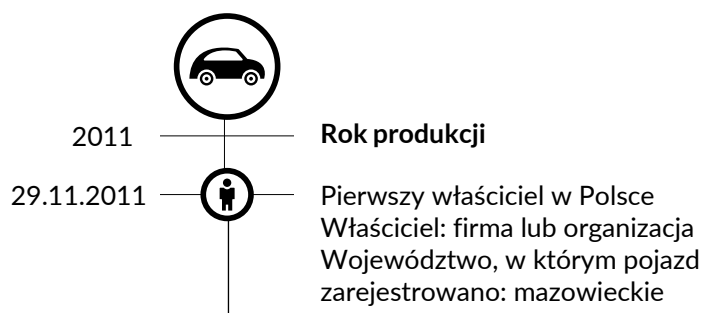 2011
Rok produkcji
29.11.2011
Pierwszy właściciel w Polsce
Właściciel: firma lub organizacja
Województwo, w którym pojazd
zarejestrowano: mazowieckie